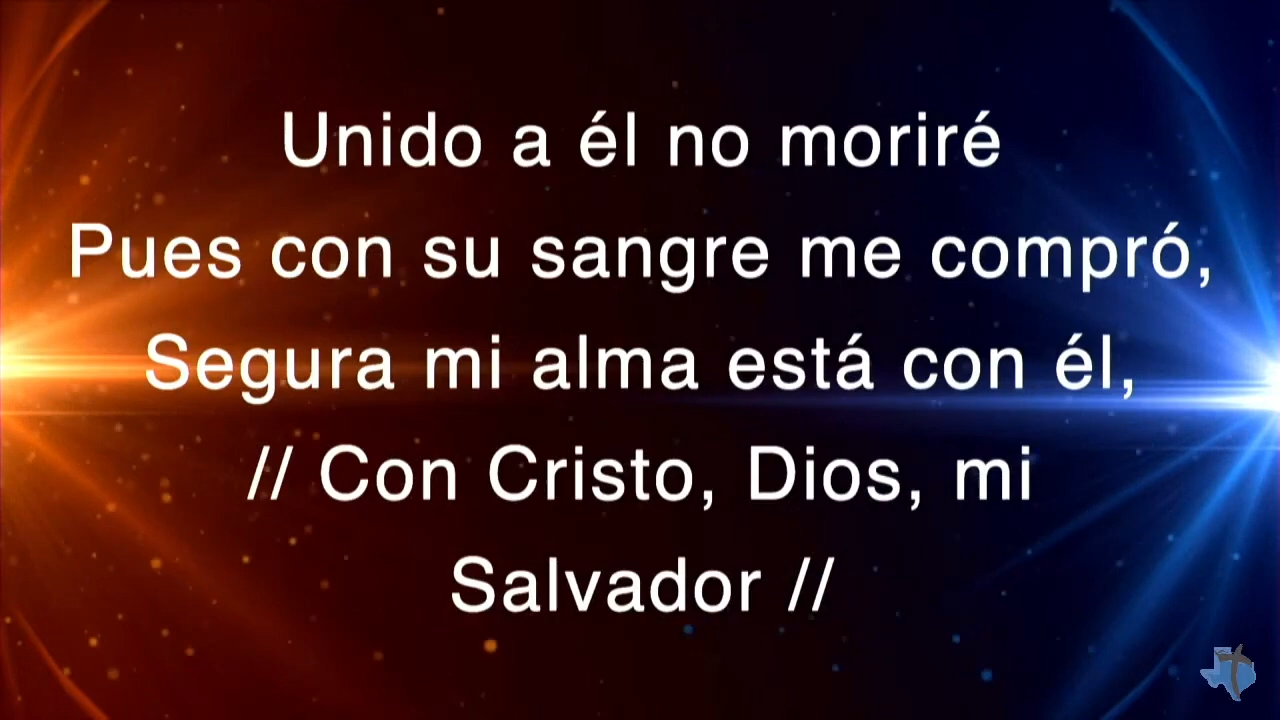 Unido a él no moriré
Pues con su sangre me compró,
Segura mi alma está con él,
// Con Cristo, Dios, mi
Salvador //